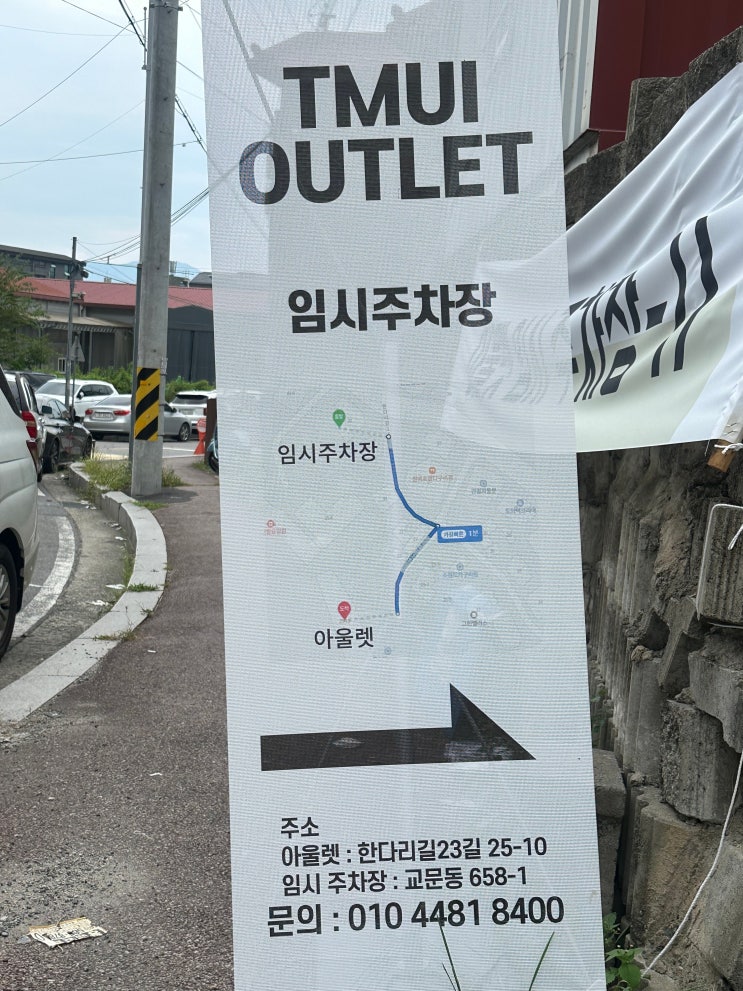 TMUI
OUTLET
임시주차장
임시주차장
1분
아울렛
주소
아울렛 : 한다리길23길 25-10
임시 주차장 : 교문동 658-1
문의 : 010 4481 8400